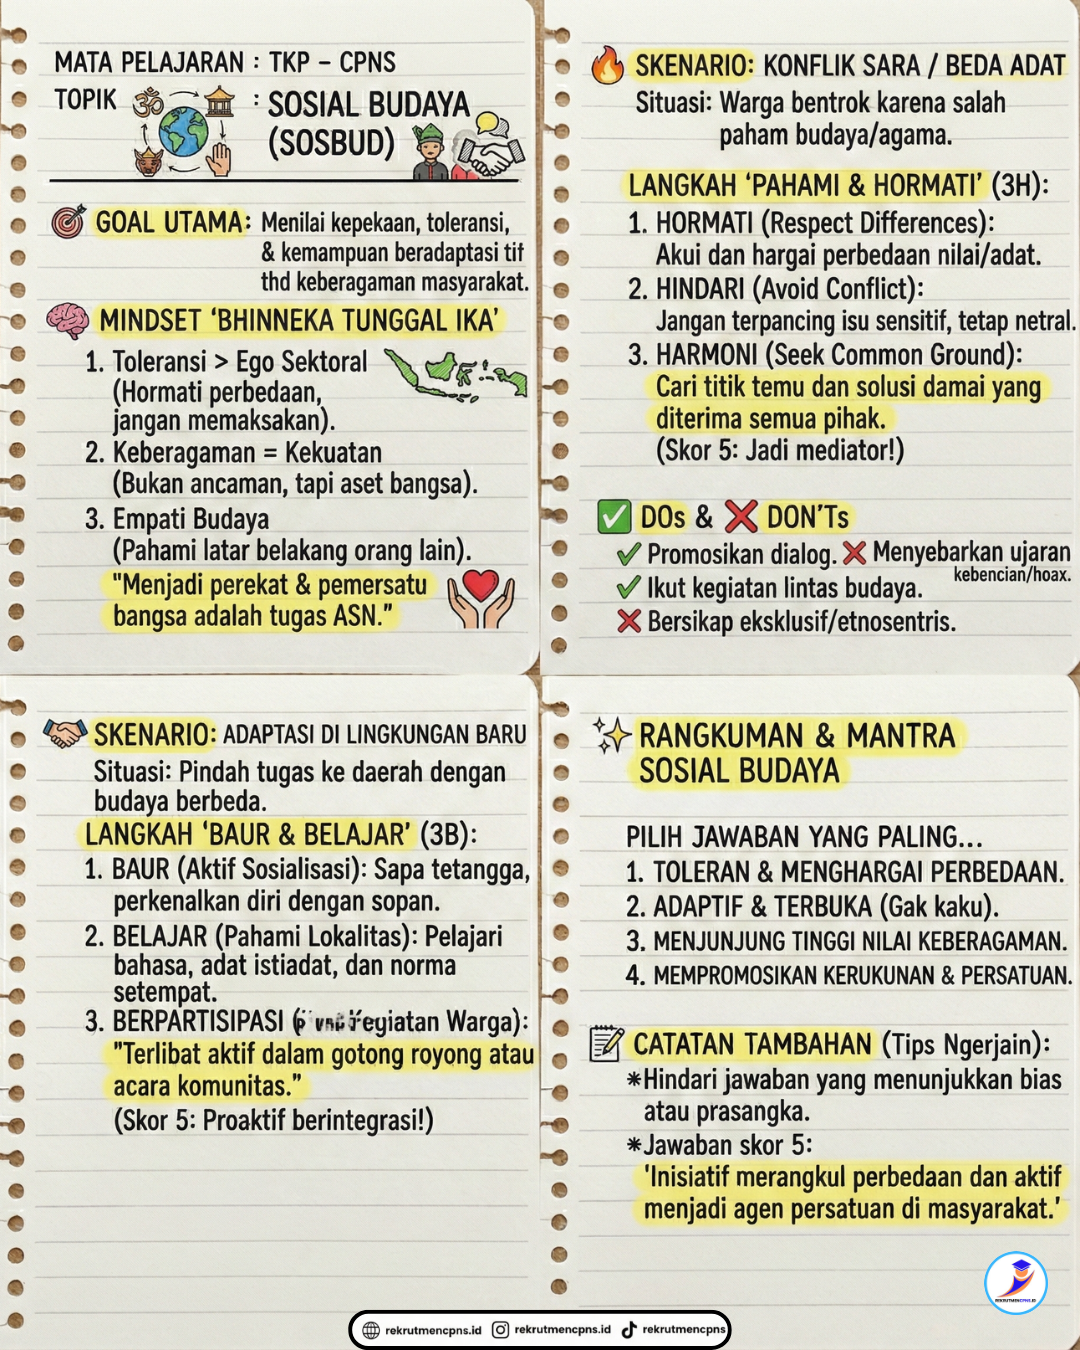 MATA PELAJARAN : TKP – CPNS
TOPIK : SOSIAL BUDAYA
(SOSBUD)
GOAL UTAMA: Menilai kepekaan, toleransi,
& kemampuan beradaptasi tif
thd keberagaman masyarakat.
MINDSET 'BHINNEKA TUNGGAL IKA'
1. Toleransi > Ego Sektoral
(Hormati perbedaan,
jangan memaksakan).
2. Keberagaman = Kekuatan
(Bukan ancaman, tapi aset bangsa).
3. Empati Budaya
(Pahami latar belakang orang lain).
"Menjadi perekat & pemersatu
bangsa adalah tugas ASN."
SKENARIO: KONFLIK SARA / BEDA ADAT
Situasi: Warga bentrok karena salah
paham budaya/agama.
LANGKAH 'PAHAMI & HORMATI' (3H):
1. HORMATI (Respect Differences):
Akui dan hargai perbedaan nilai/adat.
2. HINDARI (Avoid Conflict):
Jangan terpancing isu sensitif, tetap netral.
3. HARMONI (Seek Common Ground):
Cari titik temu dan solusi damai yang
diterima semua pihak.
(Skor 5: Jadi mediator!)
✅ DOs & ❌ DON'Ts
✔ Promosikan dialog. ❌ Menyebarkan ujaran
kebencian/hoax.
✔ Ikut kegiatan lintas budaya.
❌ Bersikap eksklusif/etnosentris.
SKENARIO: ADAPTASI DI LINGKUNGAN BARU
Situasi: Pindah tugas ke daerah dengan
budaya berbeda.
LANGKAH 'BAUR & BELAJAR' (3B):
1. BAUR (Aktif Sosialisasi): Sapa tetangga,
perkenalkan diri dengan sopan.
2. BELAJAR (Pahami Lokalitas): Pelajari
bahasa, adat istiadat, dan norma
setempat.
3. BERPARTISIPASI Kegiatan Warga):
"Terlibat aktif dalam gotong royong atau
acara komunitas."
(Skor 5: Proaktif berintegrasi!)
RANGKUMAN & MANTRA
SOSIAL BUDAYA
PILIH JAWABAN YANG PALING...
1. TOLERAN & MENGHARGAI PERBEDAAN.
2. ADAPTIF & TERBUKA (Gak kaku).
3. MENJUNJUNG TINGGI NILAI KEBERAGAMAN.
4. MEMPROMOSIKAN KERUKUNAN & PERSATUAN.
CATATAN TAMBAHAN (Tips Ngerjain):
*Hindari jawaban yang menunjukkan bias
atau prasangka.
*Jawaban skor 5:
'Inisiatif merangkul perbedaan dan aktif
menjadi agen persatuan di masyarakat.'
REKRUTMENCPNS.ID
rekrutmencpns.id rekrutmencpns.id rekrutmencpns